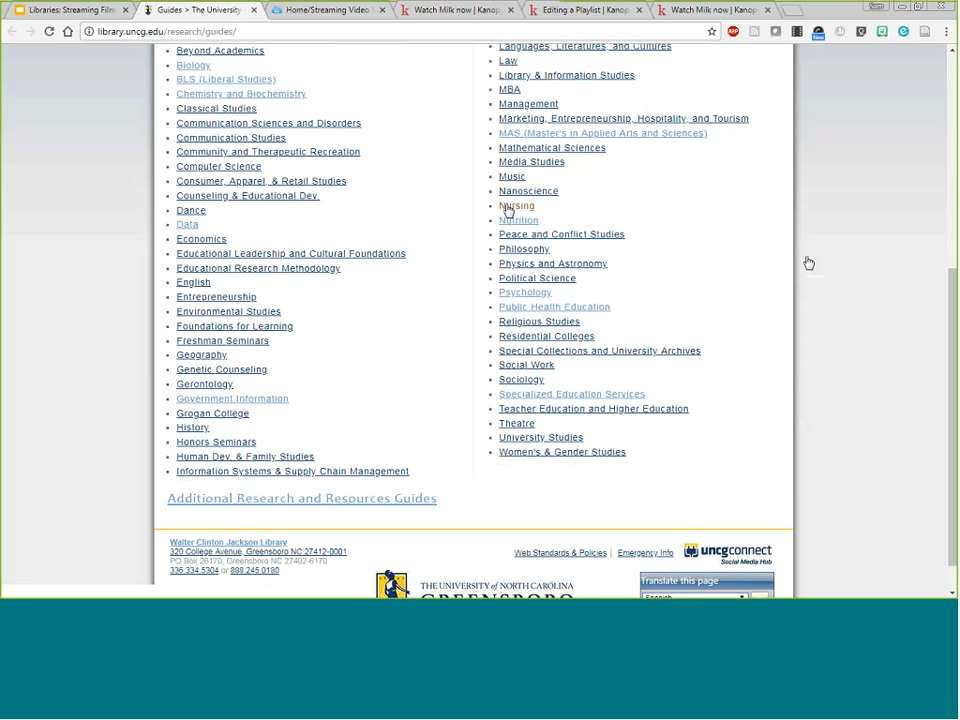 Libraries: Streaming Film
Guides > The University
Home/Streaming Video
Watch Milk now | Kanop
Editing a Playlist | Kanop
Watch Milk now | Kanop
Sam
library.uncg.edu/research/guides/
ABP
New
Beyond Academics
Biology
BLS (Liberal Studies)
Chemistry and Biochemistry
Classical Studies
Communication Sciences and Disorders
Communication Studies
Community and Therapeutic Recreation
Computer Science
Consumer, Apparel, & Retail Studies
Counseling & Educational Dev.
Dance
Data
Economics
Educational Leadership and Cultural Foundations
Educational Research Methodology
English
Entrepreneurship
Environmental Studies
Foundations for Learning
Freshman Seminars
Geography
Genetic Counseling
Gerontology
Government Information
Grogan College
History
Honors Seminars
Human Dev. & Family Studies
Information Systems & Supply Chain Management
Languages, Literatures, and Cultures
Law
Library & Information Studies
MBA
Management
Marketing, Entrepreneurship, Hospitality, and Tourism
MAS (Master's in Applied Arts and Sciences)
Mathematical Sciences
Media Studies
Music
Nanoscience
Nursing
Nutrition
Peace and Conflict Studies
Philosophy
Physics and Astronomy
Political Science
Psychology
Public Health Education
Religious Studies
Residential Colleges
Special Collections and University Archives
Social Work
Sociology
Specialized Education Services
Teacher Education and Higher Education
Theatre
University Studies
Women's & Gender Studies
Additional Research and Resources Guides
Walter Clinton Jackson Library
320 College Avenue, Greensboro NC 27412-0001
PO Box 26170, Greensboro NC 27402-6170
336.334.5304 or 888.245.0180
Web Standards & Policies | Emergency Info
uncgconnect
Social Media Hub
THE UNIVERSITY of NORTH CAROLINA
GREENSBORO
Translate this page
Spanish